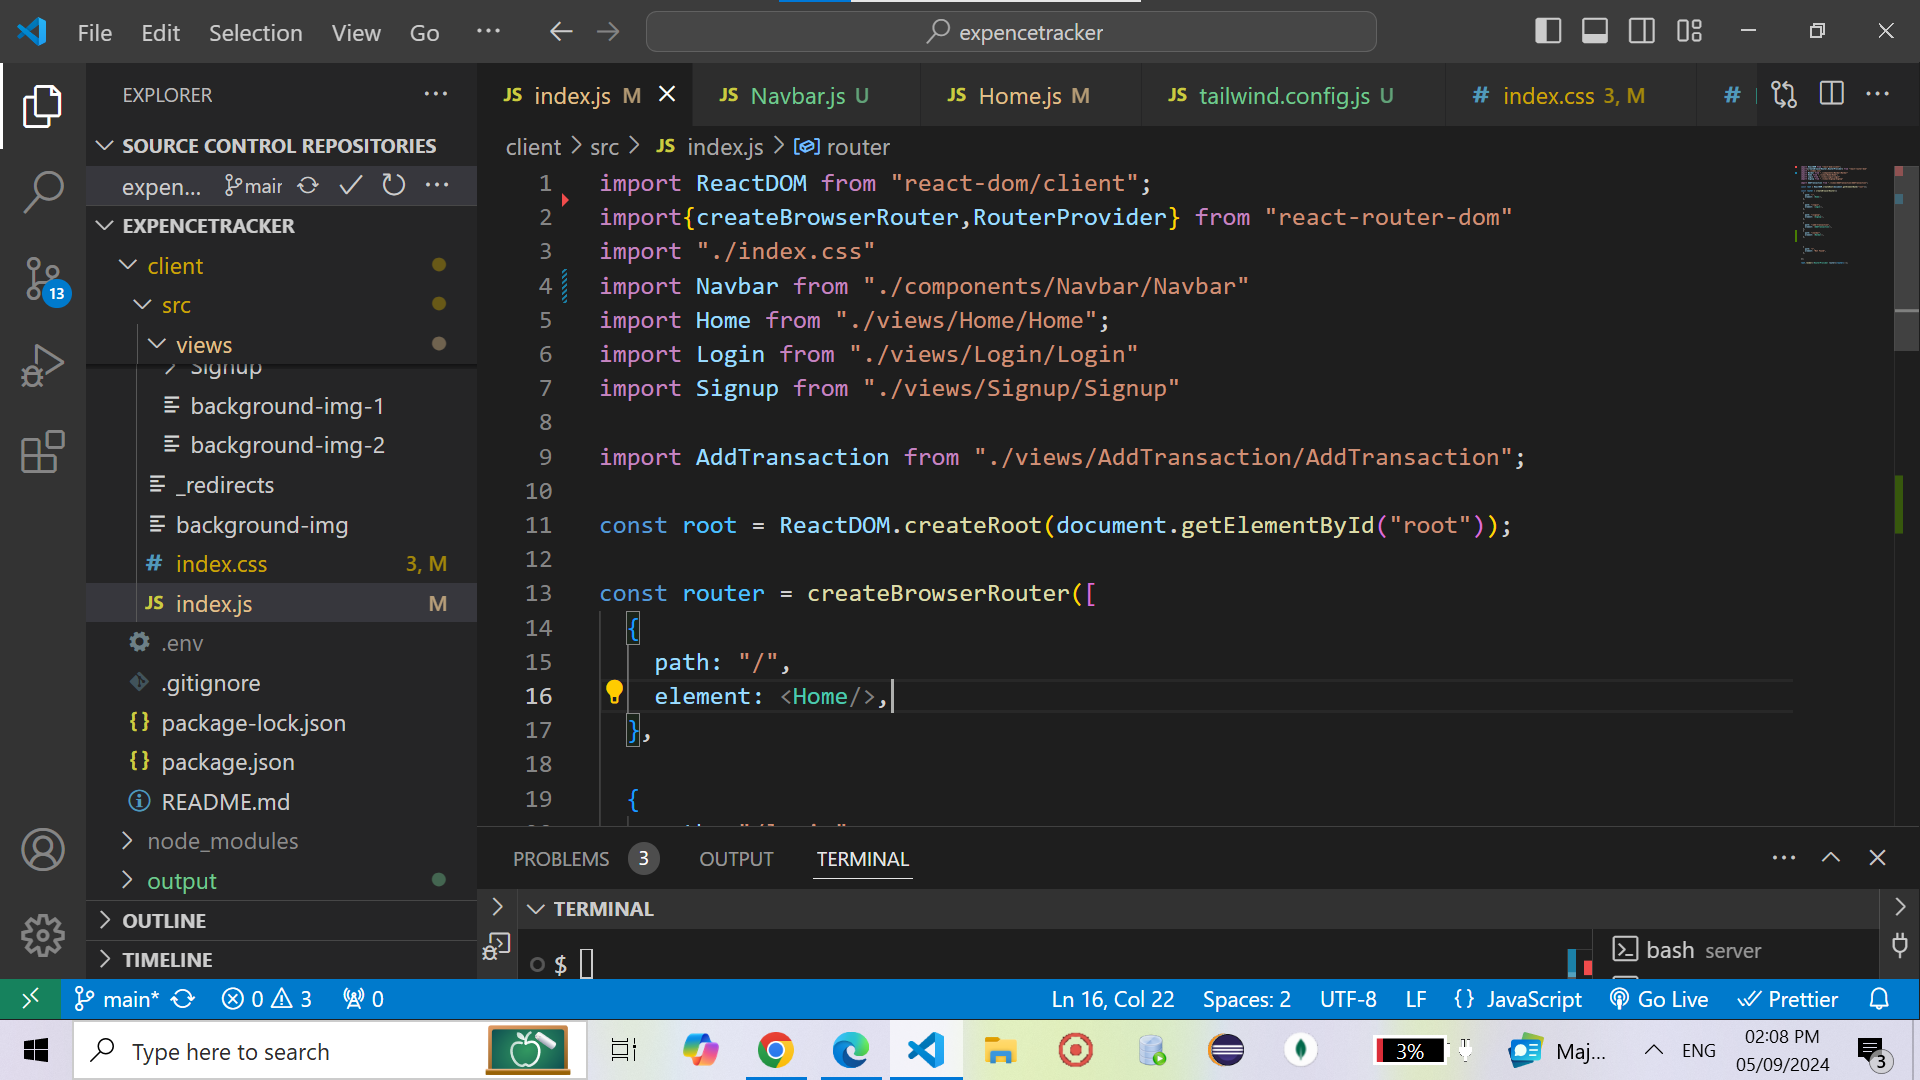 File Edit Selection View Go ··· expencetracker
EXPLORER ···
SOURCE CONTROL REPOSITORIES
expen... main ···
EXPENCETRACKER
client
src
views
Signup
background-img-1
background-img-2
_redirects
background-img
index.css 3, M
index.js M
.env
.gitignore
package-lock.json
package.json
README.md
node_modules
output
OUTLINE
TIMELINE
13
JS index.js M JS Navbar.js U JS Home.js M JS tailwind.config.js U # index.css 3, M #
client > src > JS index.js > router
1 import ReactDOM from "react-dom/client";
2 import{createBrowserRouter,RouterProvider} from "react-router-dom"
3 import "./index.css"
4 import Navbar from "./components/Navbar/Navbar"
5 import Home from "./views/Home/Home";
6 import Login from "./views/Login/Login"
7 import Signup from "./views/Signup/Signup"
8
9 import AddTransaction from "./views/AddTransaction/AddTransaction";
10
11 const root = ReactDOM.createRoot(document.getElementById("root"));
12
13 const router = createBrowserRouter([
14 {
15 path: "/",
16 element: <Home/>,
17 },
18
19 {
PROBLEMS 3 OUTPUT TERMINAL
TERMINAL
$
bash server
main* 0 3 0 Ln 16, Col 22 Spaces: 2 UTF-8 LF {} JavaScript Go Live Prettier
Type here to search 3% Maj... ENG 02:08 PM
05/09/2024 3